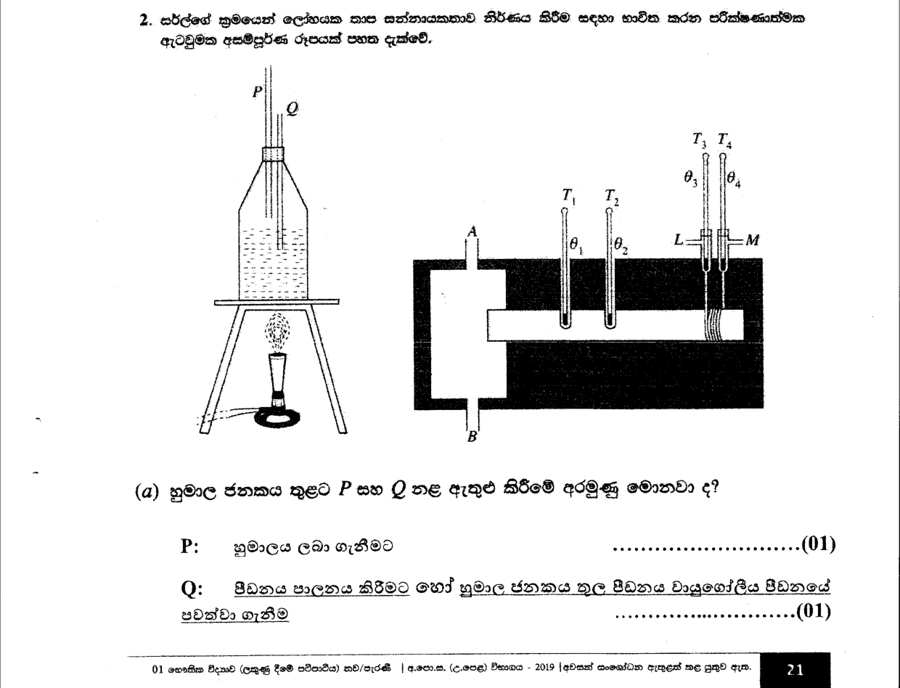 2. සර්ල්ගේ ක්‍රමයෙන් ලෝහයක තාප සන්නායකතාව නිර්ණය කිරීම සඳහා භාවිත කරන පරීක්ෂණාත්මක
ඇටවුමක අසම්පූර්ණ රූපයක් පහත දැක්වේ.
P
Q
T3 T4
θ3 θ4
T1 T2
A
L M
θ1 θ2
B
(a) හුමාල ජනකය තුළට P සහ Q නළ ඇතුළු කිරීමේ අරමුණු මොනවා ද?
P: හුමාලය ලබා ගැනීමට ..............................(01)
Q: පීඩනය පාලනය කිරීමට හෝ හුමාල ජනකය තුල පීඩනය වායුගෝලීය පීඩනයේ
පවත්වා ගැනීම ..............................(01)
01 භෞතික විද්‍යාව (ලකුණු දීමේ පටිපාටිය) නව/පැරණි | අ.පො.ස. (උ.පෙළ) විභාගය - 2019 | අවසන් සංශෝධන ඇතුළත් කළ යුතුව ඇත. 21